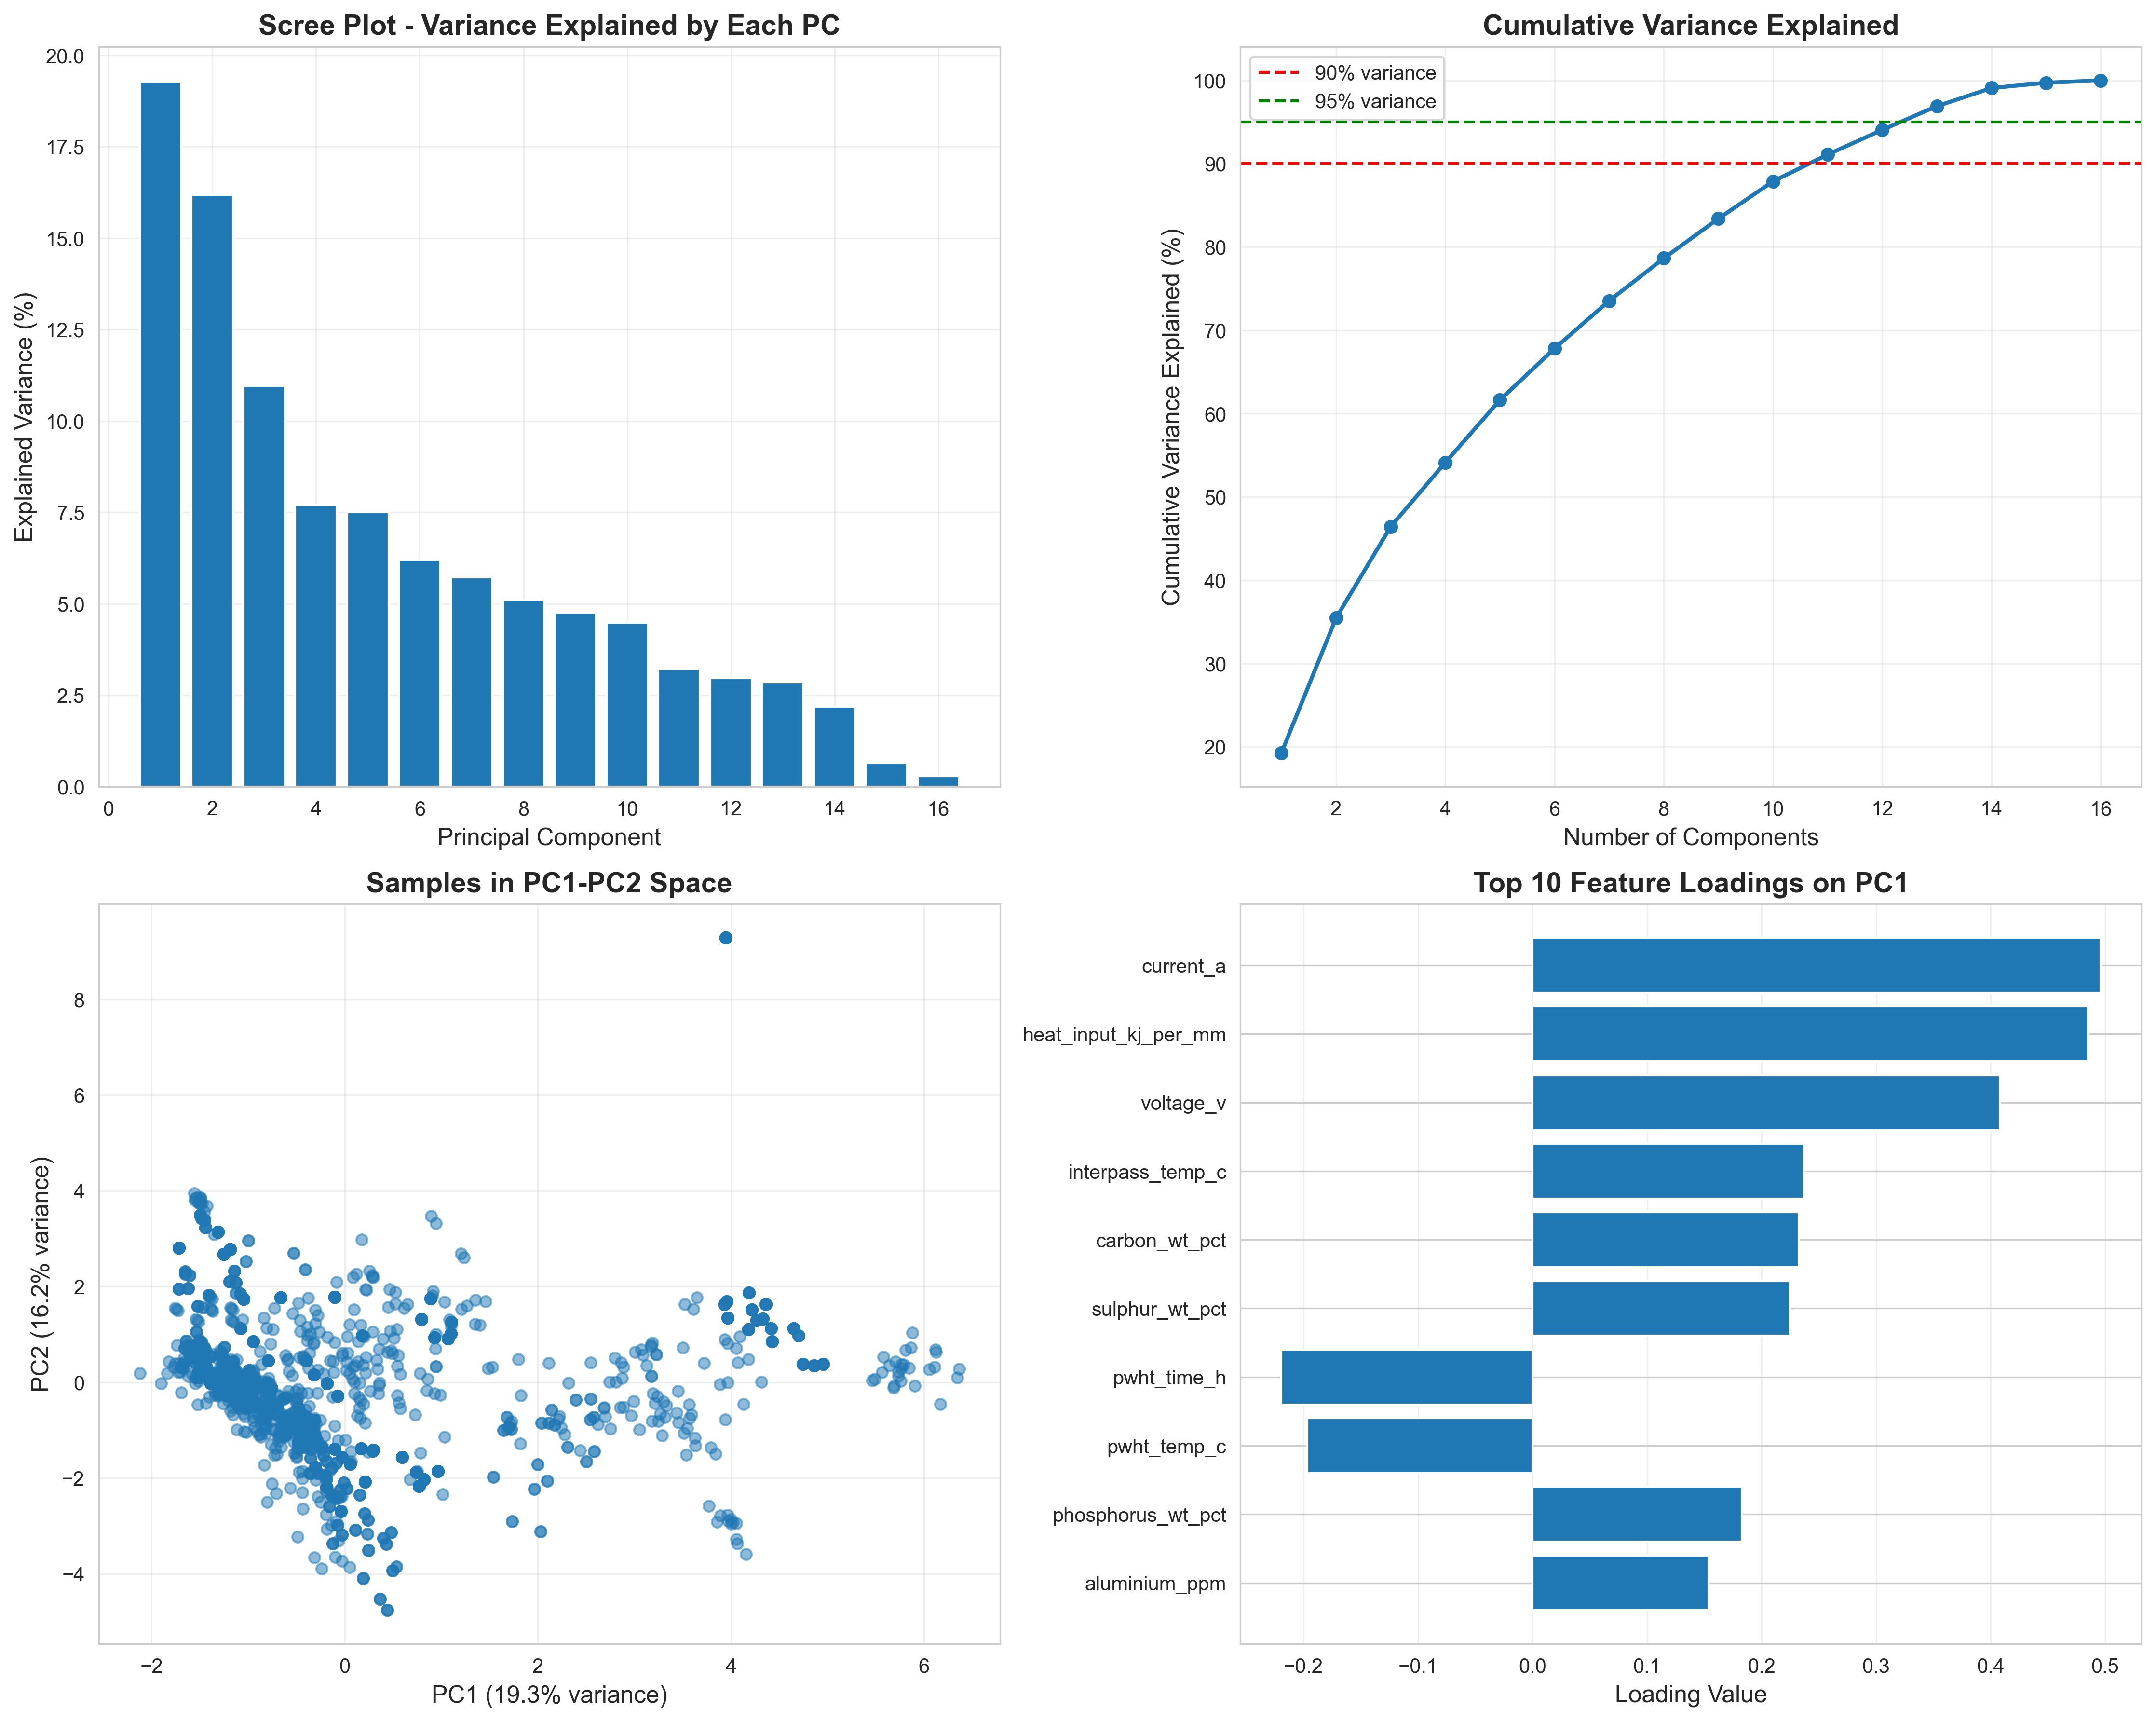 Scree Plot - Variance Explained by Each PC
20.0
17.5
15.0
12.5
10.0
7.5
5.0
2.5
0.0
Explained Variance (%)
0 2 4 6 8 10 12 14 16
Principal Component
Cumulative Variance Explained
90% variance
95% variance
100
90
80
70
60
50
40
30
20
Cumulative Variance Explained (%)
2 4 6 8 10 12 14 16
Number of Components
Samples in PC1-PC2 Space
8
6
4
2
0
−2
−4
PC2 (16.2% variance)
−2 0 2 4 6
PC1 (19.3% variance)
Top 10 Feature Loadings on PC1
current_a
heat_input_kj_per_mm
voltage_v
interpass_temp_c
carbon_wt_pct
sulphur_wt_pct
pwht_time_h
pwht_temp_c
phosphorus_wt_pct
aluminium_ppm
−0.2 −0.1 0.0 0.1 0.2 0.3 0.4 0.5
Loading Value